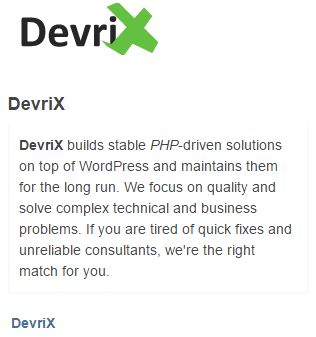 DevriX
DevriX
DevriX builds stable PHP-driven solutions
on top of WordPress and maintains them
for the long run. We focus on quality and
solve complex technical and business
problems. If you are tired of quick fixes and
unreliable consultants, we're the right
match for you.
DevriX